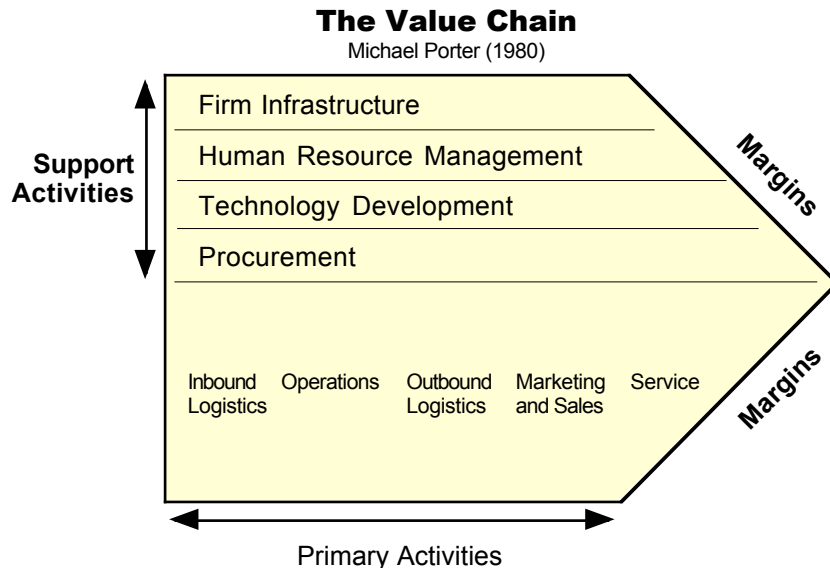 The Value Chain
Michael Porter (1980)
Firm Infrastructure
Human Resource Management
Technology Development
Procurement
Support
Activities
Margins
Inbound
Logistics
Operations
Outbound
Logistics
Marketing
and Sales
Service
Margins
Primary Activities